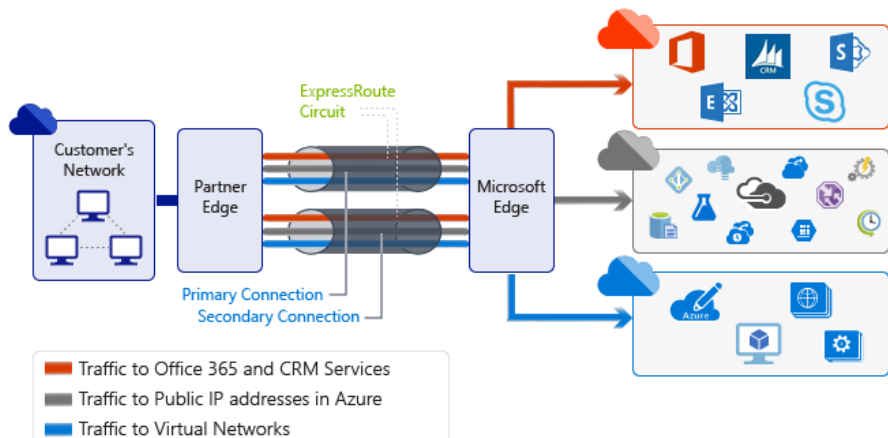 ExpressRoute
Circuit
Customer's
Network
Partner
Edge
Microsoft
Edge
Primary Connection
Secondary Connection
CRM
S
E
S
Azure
Traffic to Office 365 and CRM Services
Traffic to Public IP addresses in Azure
Traffic to Virtual Networks